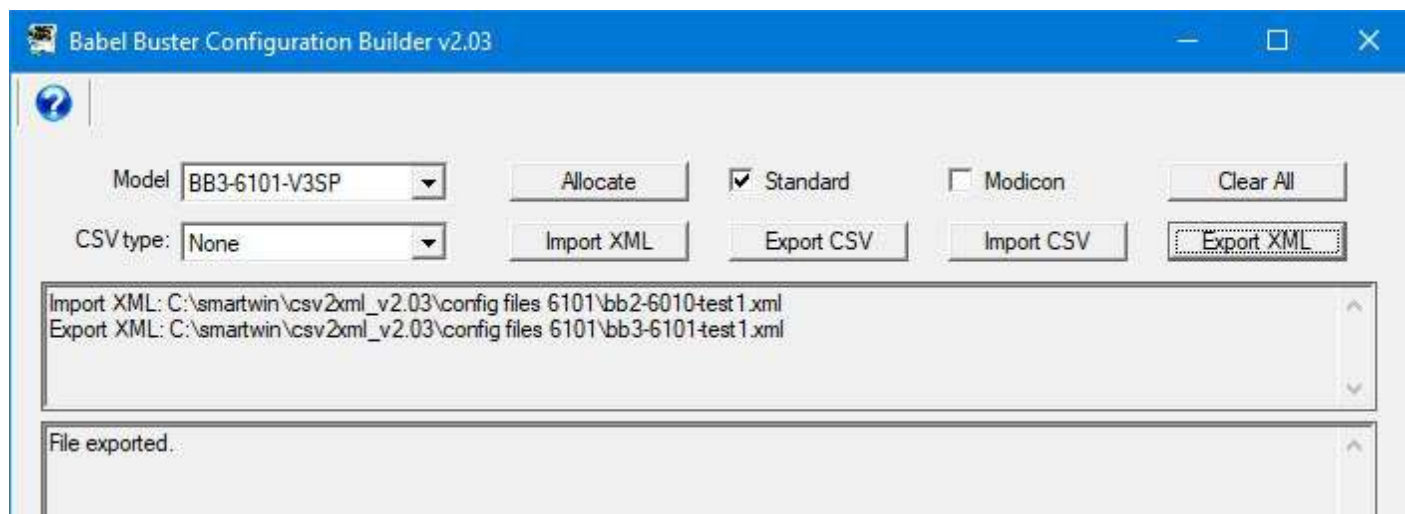 Babel Buster Configuration Builder v2.03
Model BB3-6101-V3SP Allocate Standard Modicon Clear All
CSV type: None Import XML Export CSV Import CSV Export XML
Import XML: C:\smartwin\csv2xml_v2.03\config files 6101\bb2-6010-test1.xml
Export XML: C:\smartwin\csv2xml_v2.03\config files 6101\bb3-6101-test1.xml
File exported.